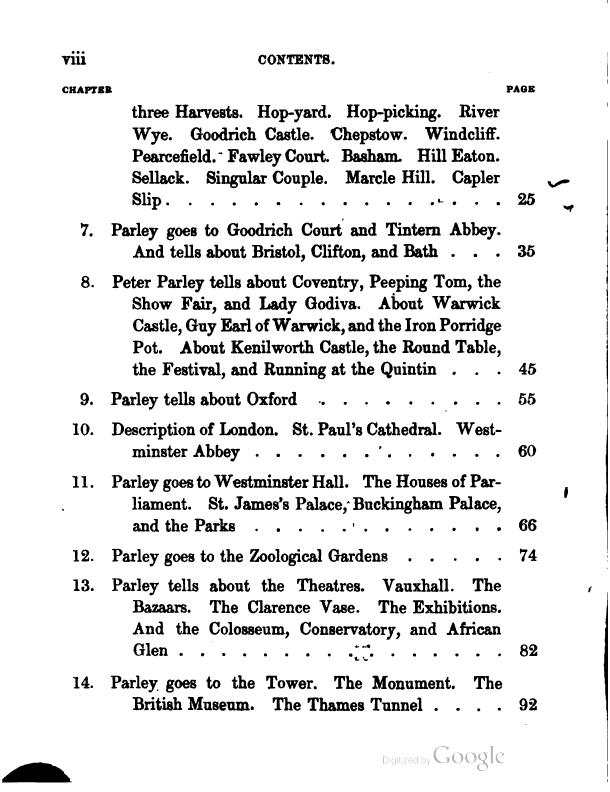 viii CONTENTS.
CHAPTER PAGE
three Harvests. Hop-yard. Hop-picking. River
Wye. Goodrich Castle. Chepstow. Windcliff.
Pearcefield. Fawley Court. Basham. Hill Eaton.
Sellack. Singular Couple. Marcle Hill. Capler
Slip . . . . . . . . . . . . . . . . 25
7. Parley goes to Goodrich Court and Tintern Abbey.
And tells about Bristol, Clifton, and Bath . . . 35
8. Peter Parley tells about Coventry, Peeping Tom, the
Show Fair, and Lady Godiva. About Warwick
Castle, Guy Earl of Warwick, and the Iron Porridge
Pot. About Kenilworth Castle, the Round Table,
the Festival, and Running at the Quintin . . . 45
9. Parley tells about Oxford . . . . . . . . . 55
10. Description of London. St. Paul's Cathedral. West-
minster Abbey . . . . . . . . . . . . 60
11. Parley goes to Westminster Hall. The Houses of Par-
liament. St. James's Palace, Buckingham Palace,
and the Parks . . . . . . . . . . . . 66
12. Parley goes to the Zoological Gardens . . . . . 74
13. Parley tells about the Theatres. Vauxhall. The
Bazaars. The Clarence Vase. The Exhibitions.
And the Colosseum, Conservatory, and African
Glen . . . . . . . . . . . . . . . 82
14. Parley goes to the Tower. The Monument. The
British Museum. The Thames Tunnel . . . . 92
Digitized by Google